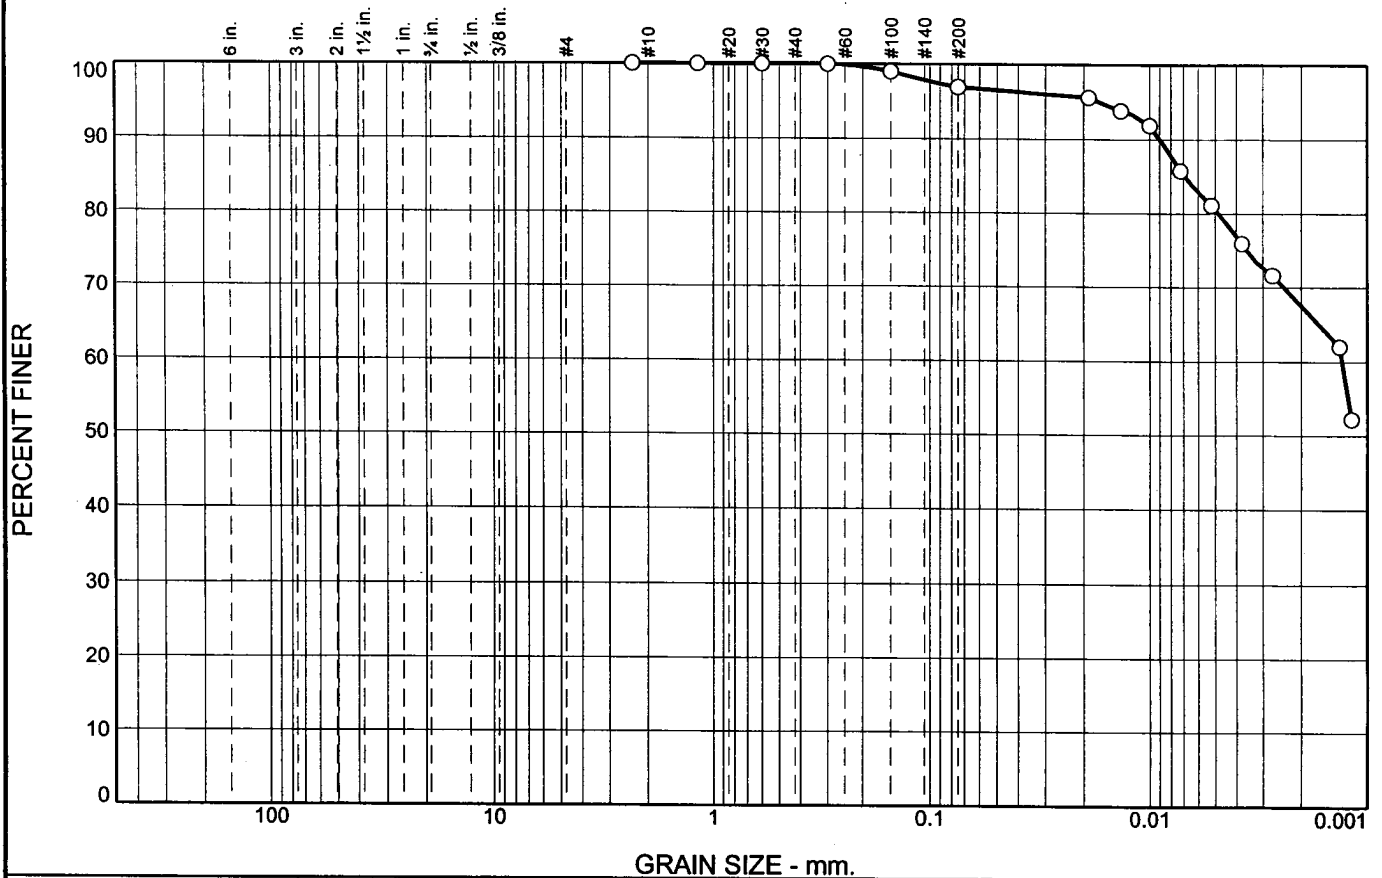 6 in.
3 in.
2 in.
1½ in.
1 in.
¾ in.
½ in.
3/8 in.
#4
#10
#20
#30
#40
#60
#100
#140
#200
100
90
80
70
60
50
40
30
20
10
0
PERCENT FINER
100 10 1 0.1 0.01 0.001
GRAIN SIZE - mm.